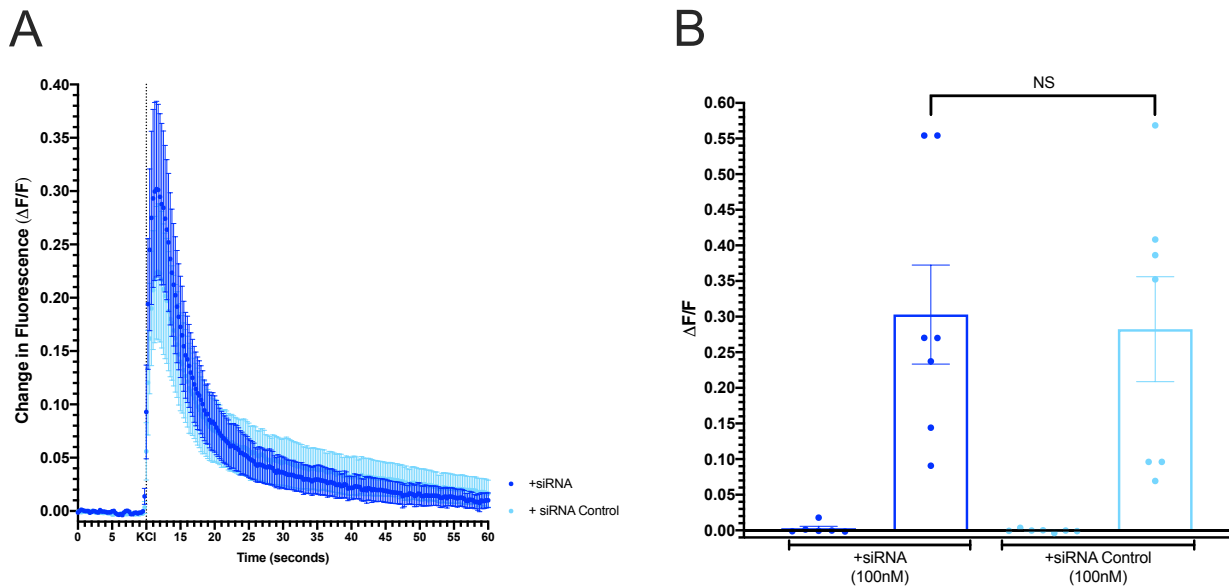 A
Change in Fluorescence (ΔF/F)
0.40
0.35
0.30
0.25
0.20
0.15
0.10
0.05
0.00
0 5 KCl 15 20 25 30 35 40 45 50 55 60
Time (seconds)
+siRNA
+ siRNA Control
B
NS
ΔF/F
0.60
0.55
0.50
0.45
0.40
0.35
0.30
0.25
0.20
0.15
0.10
0.05
0.00
+siRNA
(100nM)
+siRNA Control
(100nM)